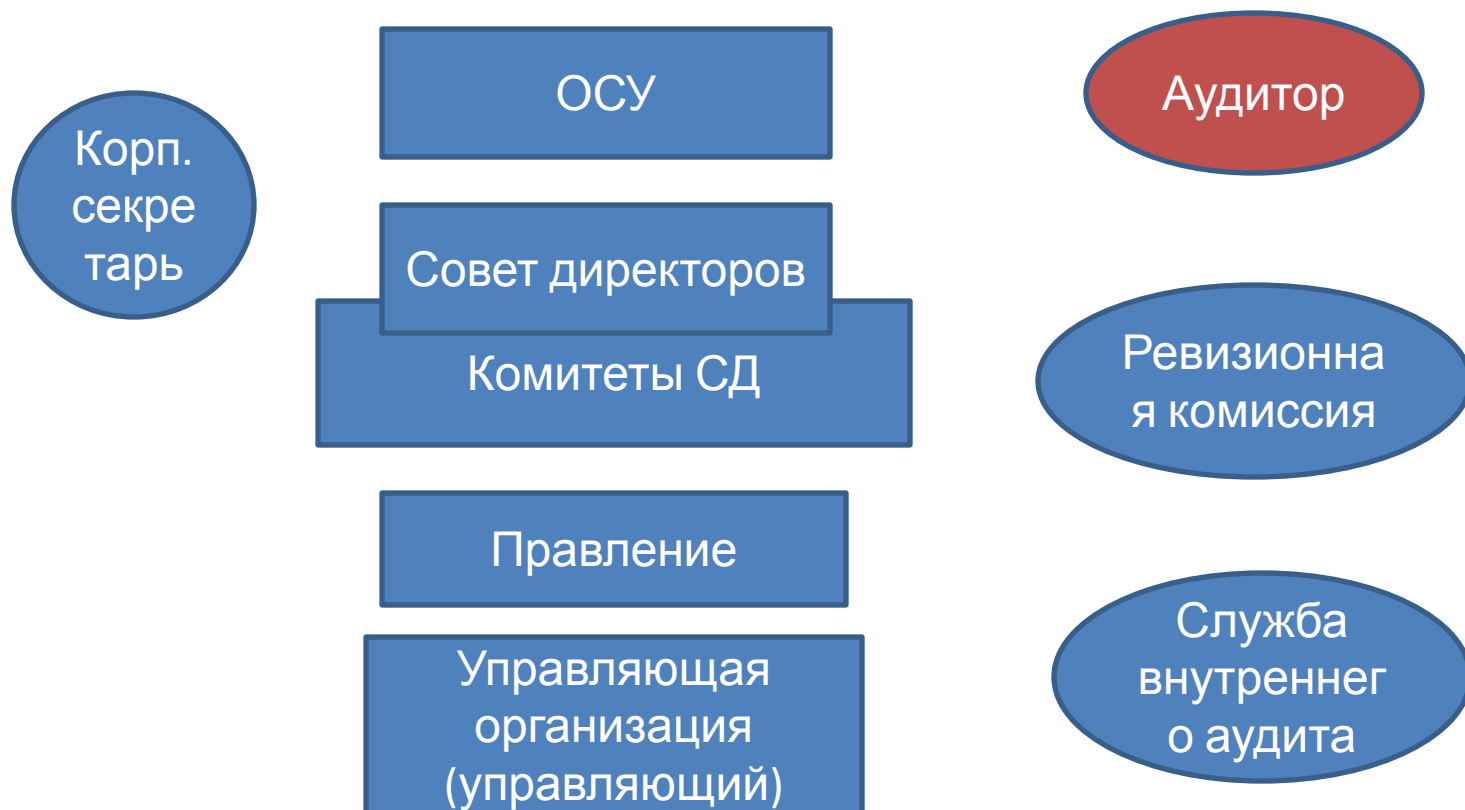 ОСУ
Аудитор
Корп.
секре
тарь
Совет директоров
Комитеты СД
Ревизионна
я комиссия
Правление
Служба
внутреннег
о аудита
Управляющая
организация
(управляющий)